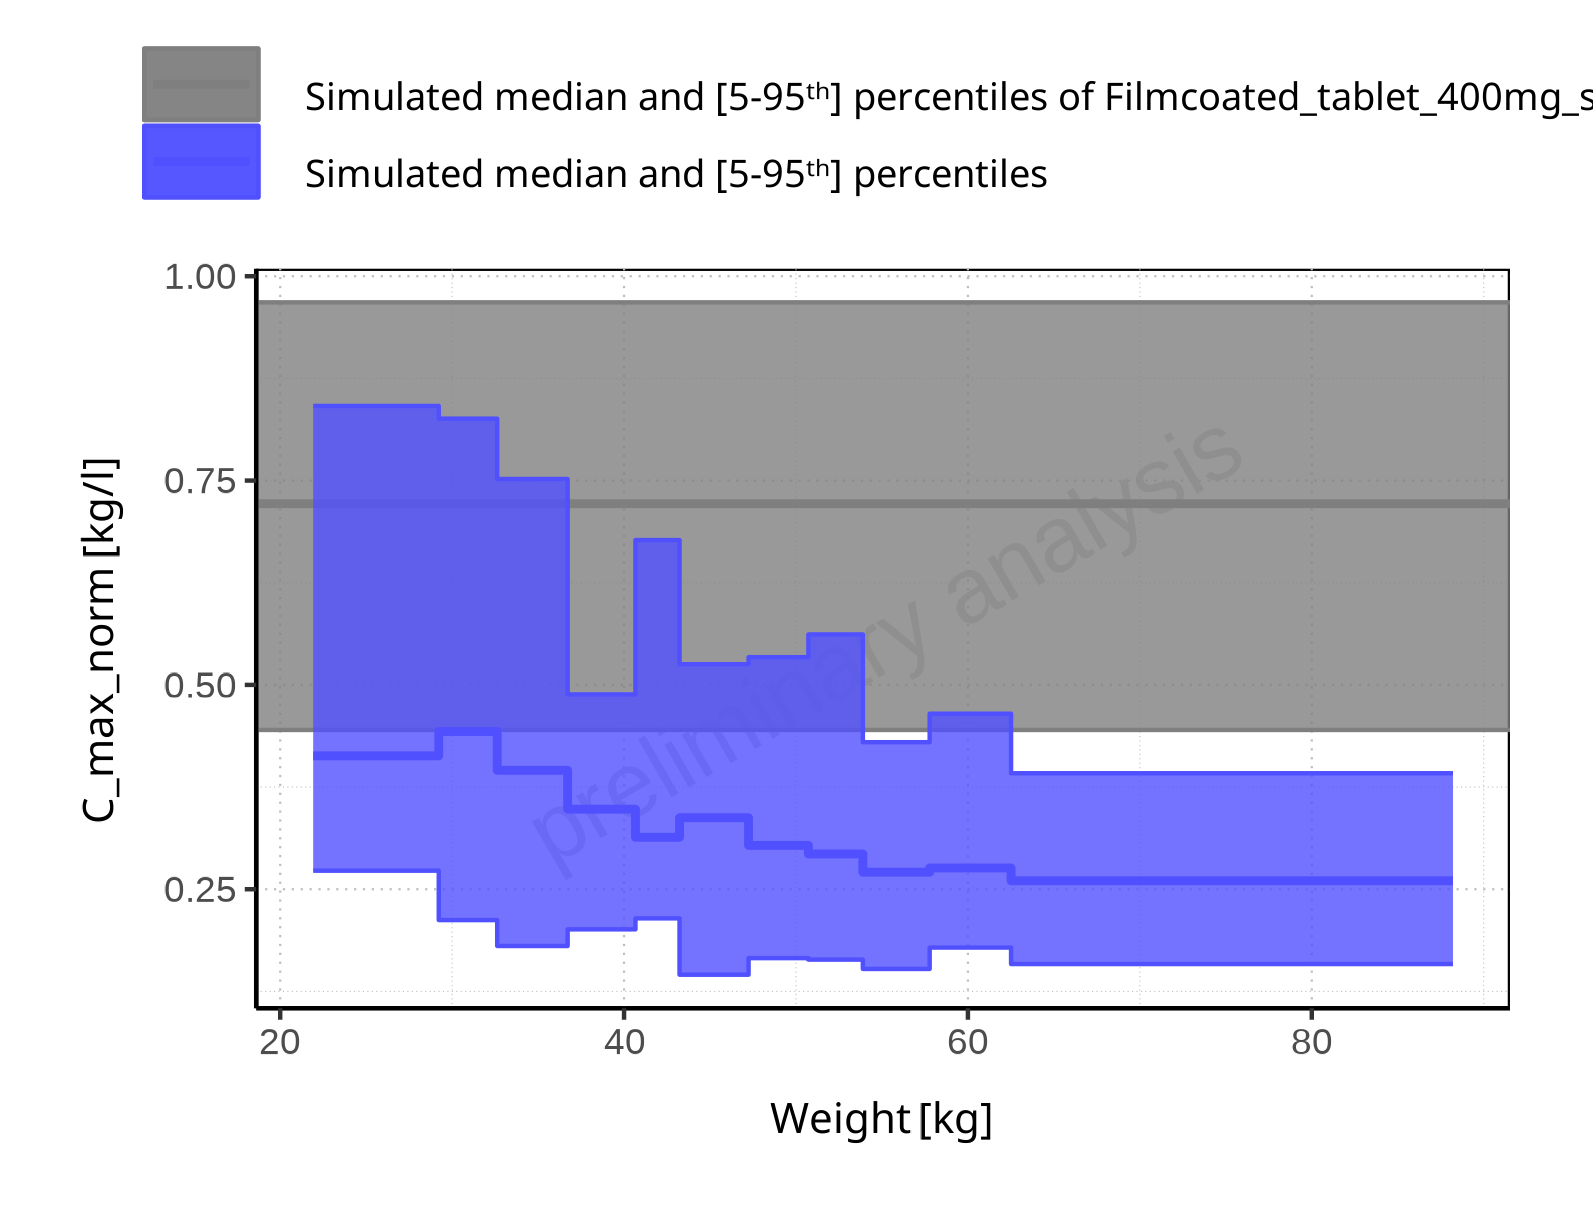 Simulated median and [5-95ᵗʰ] percentiles of Filmcoated_tablet_400mg_s
Simulated median and [5-95ᵗʰ] percentiles
1.00
0.75
0.50
0.25
C_max_norm [kg/l]
preliminary analysis
20 40 60 80
Weight [kg]